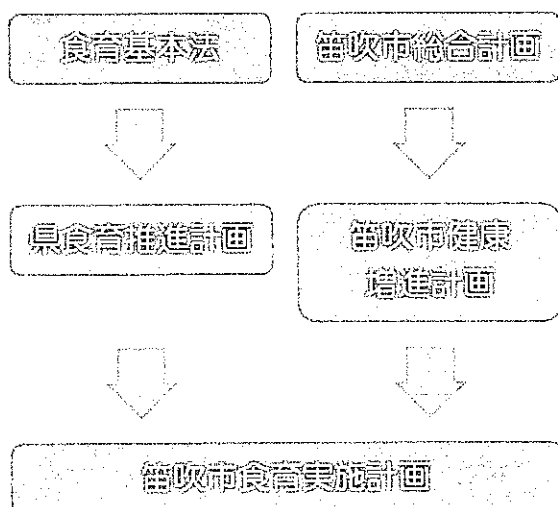 食育基本法
笛吹市総合計画
県食育推進計画
笛吹市健康
増進計画
笛吹市食育実施計画